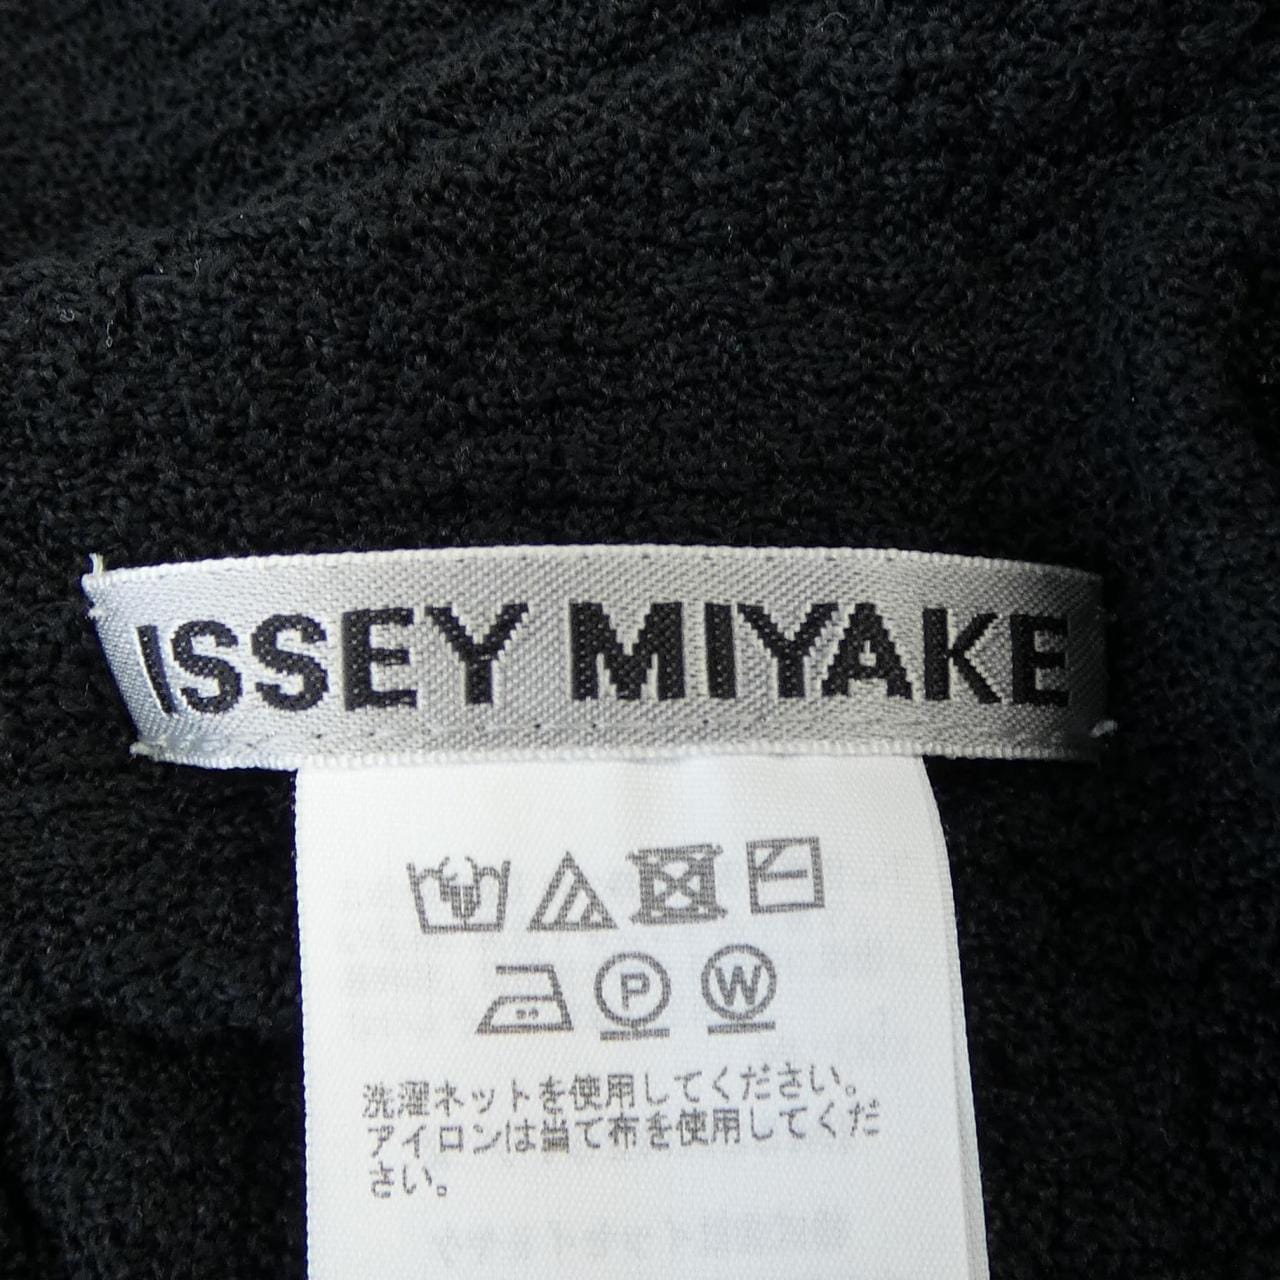 ISSEY MIYAKE
P W
洗濯ネットを使用してください。
アイロンは当て布を使用してくだ
さい。